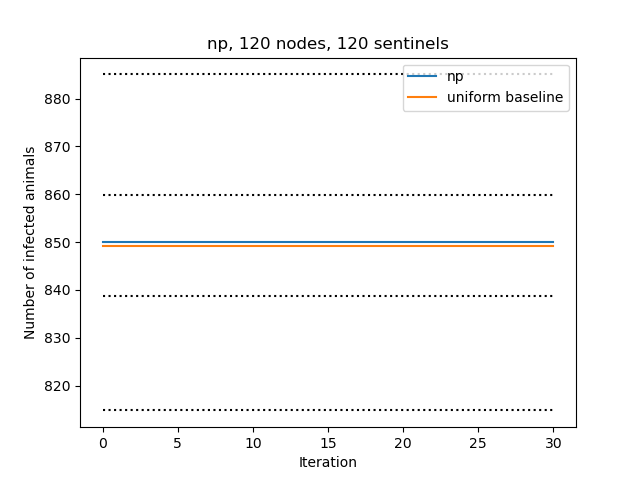 np, 120 nodes, 120 sentinels
np
uniform baseline
Number of infected animals
880
870
860
850
840
830
820
0 5 10 15 20 25 30
Iteration